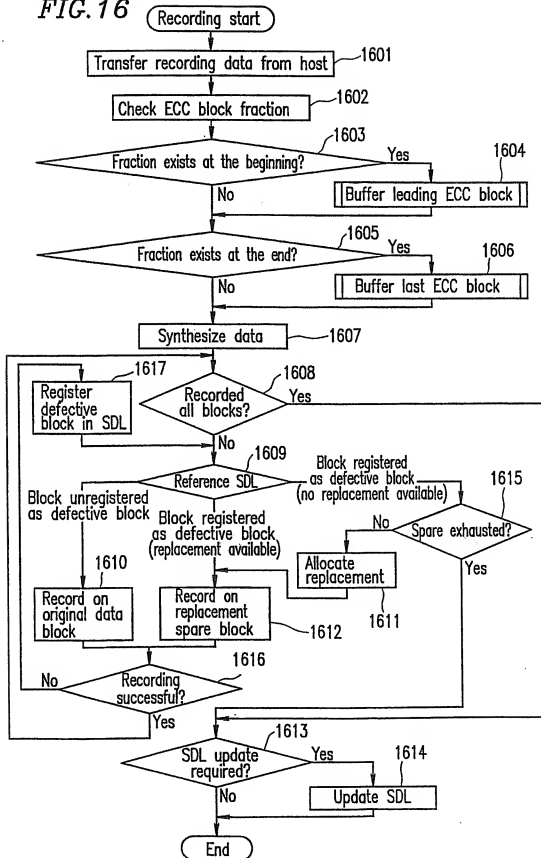 FIG. 16
Recording start
Transfer recording data from host
1601
Check ECC block fraction
1602
1603
Fraction exists at the beginning?
Yes
1604
No
Buffer leading ECC block
1605
Fraction exists at the end?
Yes
1606
No
Buffer last ECC block
Synthesize data
1607
1617
1608
Register
defective
block in SDL
Recorded
all blocks?
Yes
No
1609
Reference SDL
Block registered
as defective block
(no replacement available)
1615
Block unregistered
as defective block
Block registered
as defective block
(replacement available)
No
Spare exhausted?
Yes
1610
Allocate
replacement
1611
Record on
original data
block
Record on
replacement
spare block
1612
1616
No
Recording
successful?
Yes
1613
SDL update
required?
Yes
1614
No
Update SDL
End